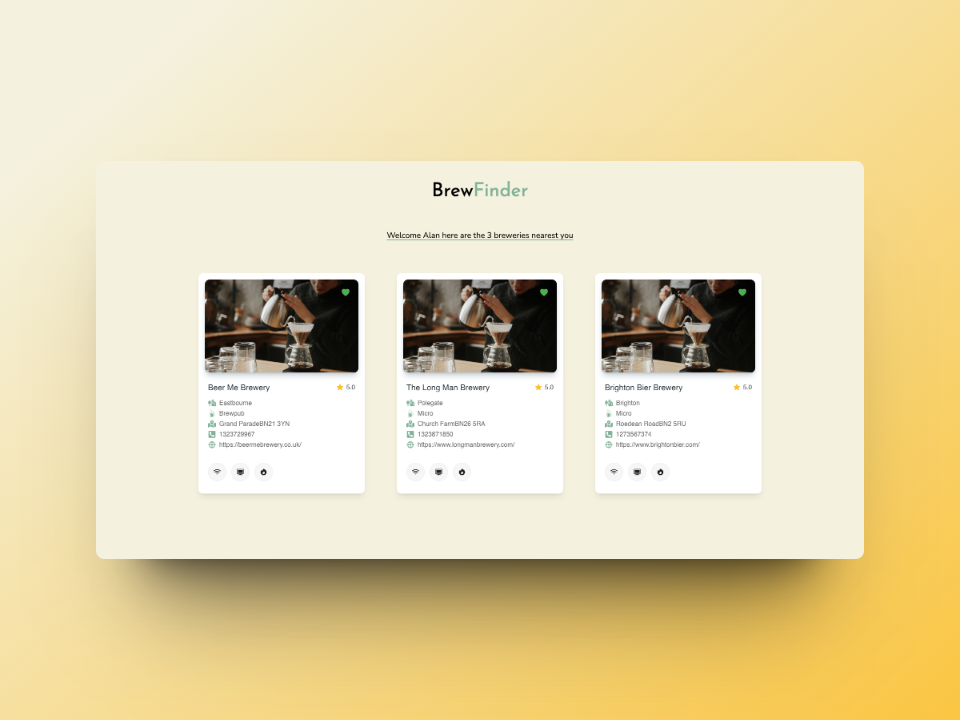 BrewFinder
Welcome Alan here are the 3 breweries nearest you
Beer Me Brewery
5.0
Eastbourne
Brewpub
Grand ParadeBN21 3YN
1323729967
https://beermebrewery.co.uk/
The Long Man Brewery
5.0
Polegate
Micro
Church FarmBN26 5RA
1323871850
https://www.longmanbrewery.com/
Brighton Bier Brewery
5.0
Brighton
Micro
Roedean RoadBN2 5RU
1273567374
https://www.brightonbier.com/